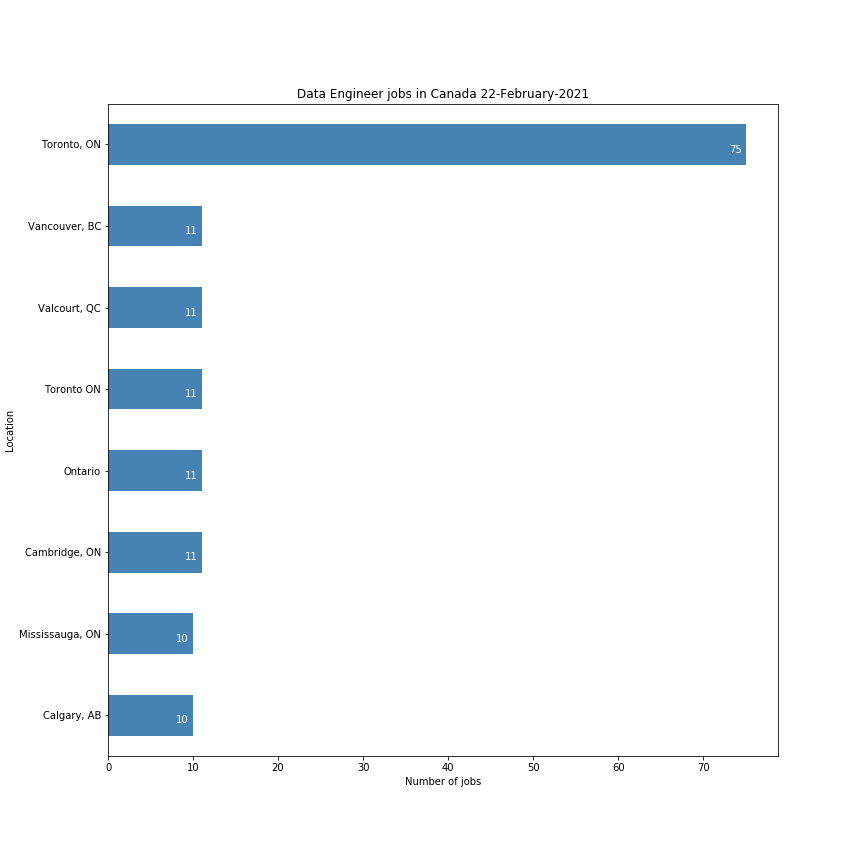 Data Engineer jobs in Canada 22-February-2021
Toronto, ON
75
Vancouver, BC
11
Valcourt, QC
11
Toronto ON
11
Location
Ontario
11
Cambridge, ON
11
Mississauga, ON
10
Calgary, AB
10
0 10 20 30 40 50 60 70
Number of jobs